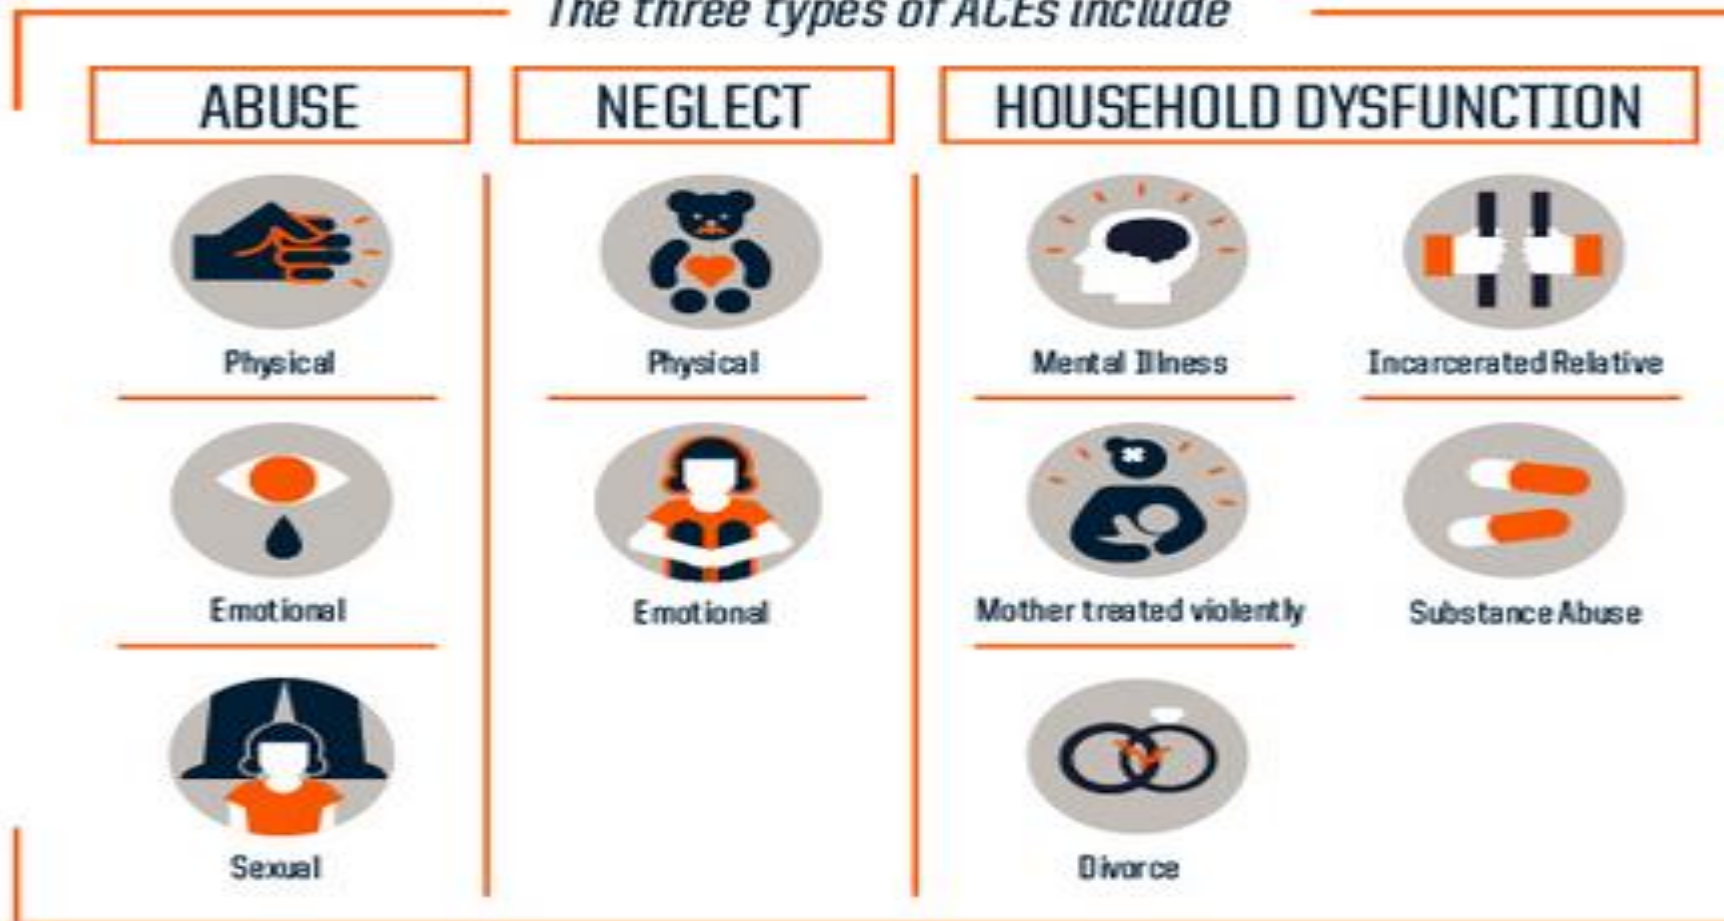 The three types of ACEs include
ABUSE
NEGLECT
HOUSEHOLD DYSFUNCTION
Physical
Physical
Mental Illness
Incarcerated Relative
Emotional
Emotional
Mother treated violently
Substance Abuse
Sexual
Divorce